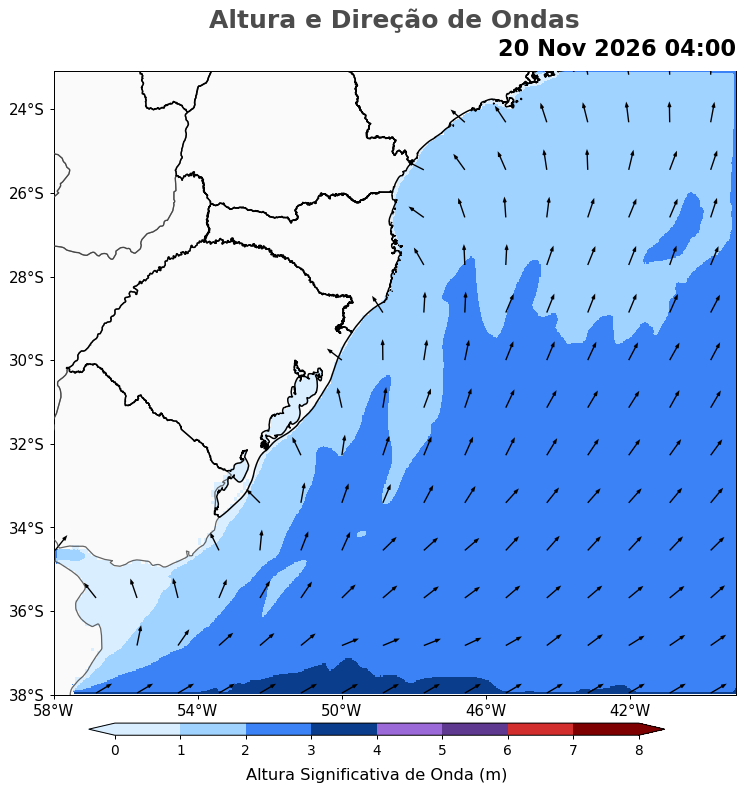 Altura e Direção de Ondas
20 Nov 2026 04:00
24°S
26°S
28°S
30°S
32°S
34°S
36°S
38°S
58°W 54°W 50°W 46°W 42°W
0 1 2 3 4 5 6 7 8
Altura Significativa de Onda (m)